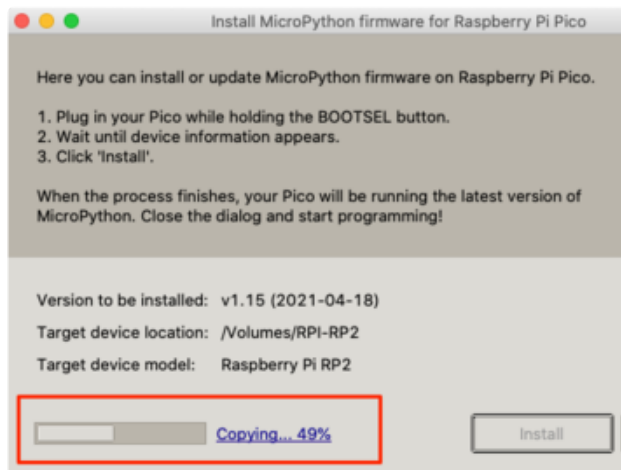 Install MicroPython firmware for Raspberry Pi Pico
Here you can install or update MicroPython firmware on Raspberry Pi Pico.
1. Plug in your Pico while holding the BOOTSEL button.
2. Wait until device information appears.
3. Click 'Install'.
When the process finishes, your Pico will be running the latest version of
MicroPython. Close the dialog and start programming!
Version to be installed: v1.15 (2021-04-18)
Target device location: /Volumes/RPI-RP2
Target device model: Raspberry Pi RP2
Copying... 49%
Install